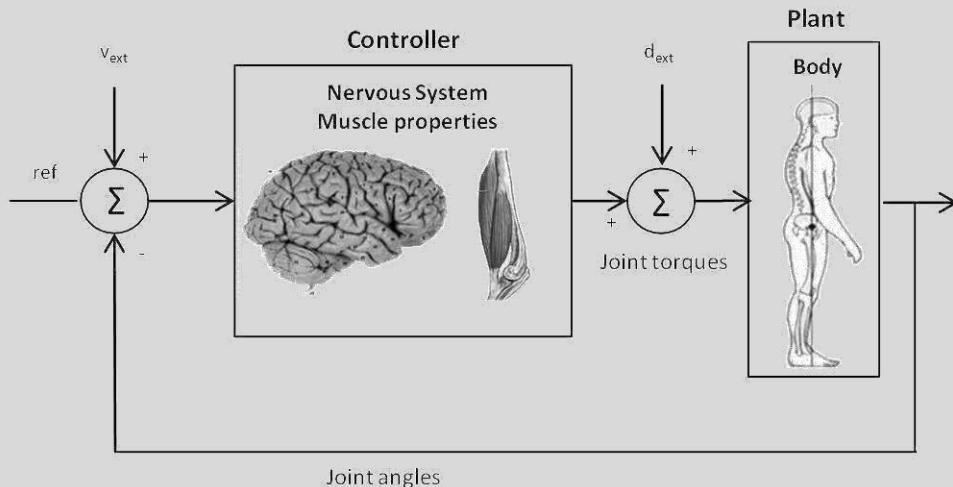 Plant
Controller
v_ext
d_ext
Body
Nervous System
Muscle properties
+
+
ref
Σ
Σ
+
-
Joint torques
Joint angles